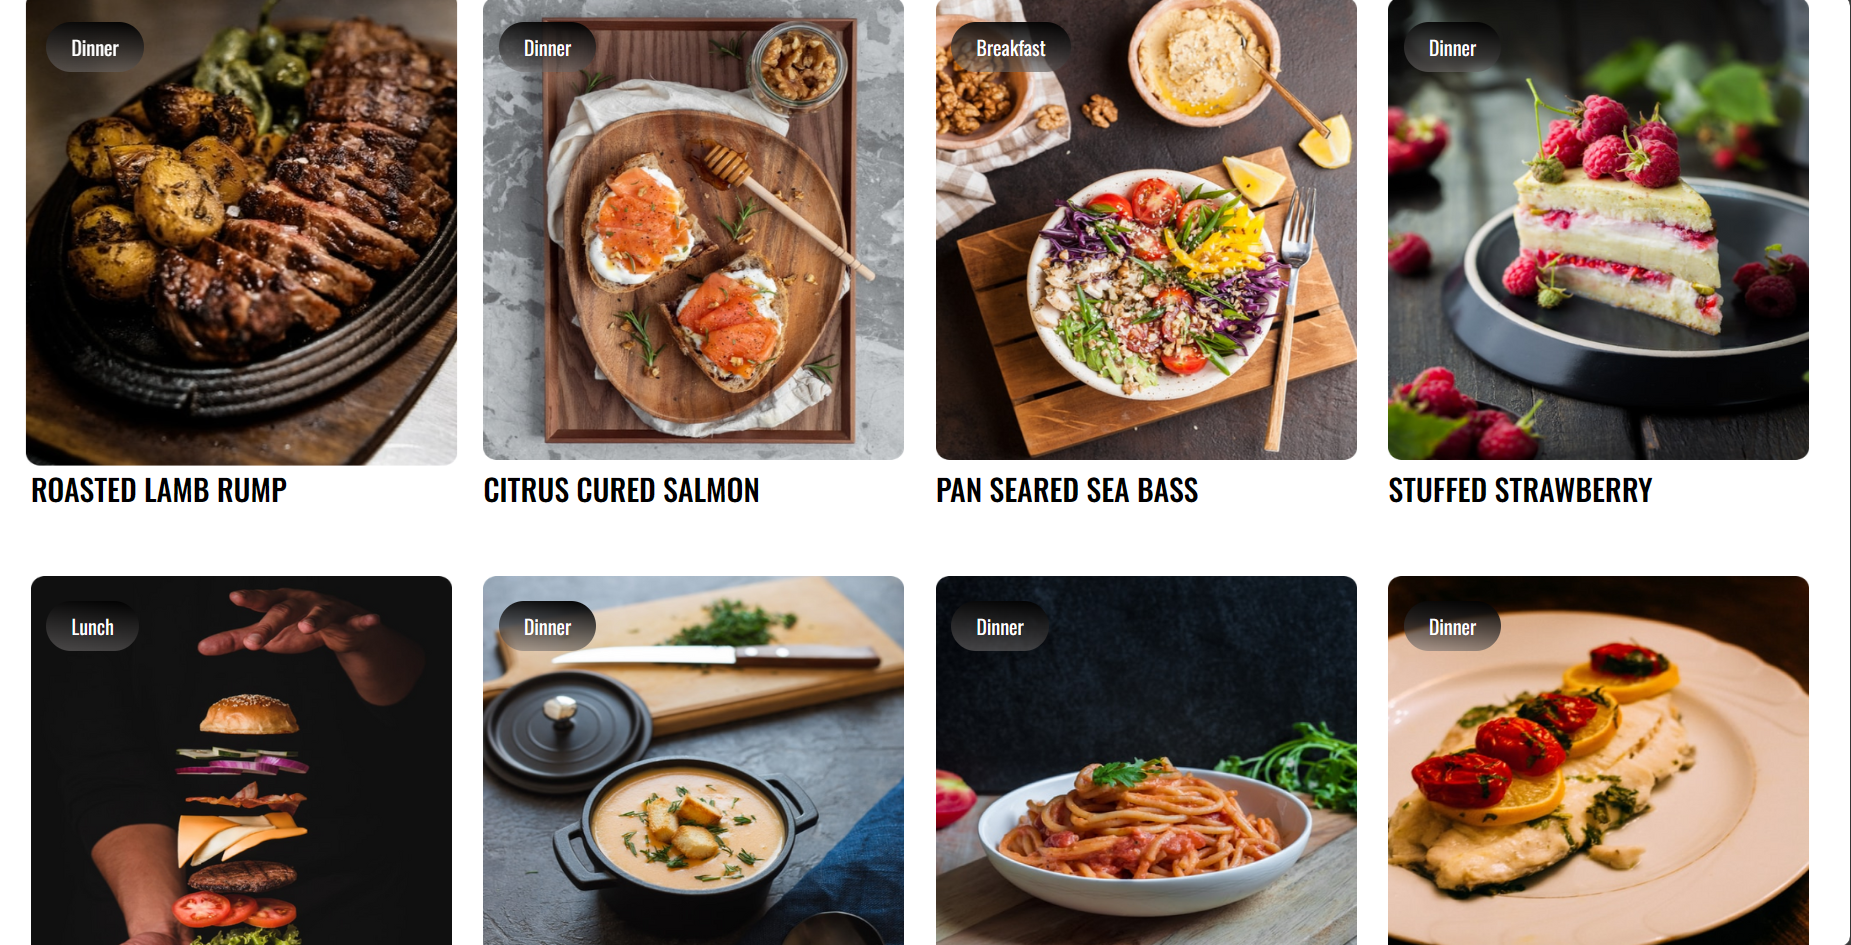 Dinner
Dinner
Breakfast
Dinner
ROASTED LAMB RUMP
CITRUS CURED SALMON
PAN SEARED SEA BASS
STUFFED STRAWBERRY
Lunch
Dinner
Dinner
Dinner